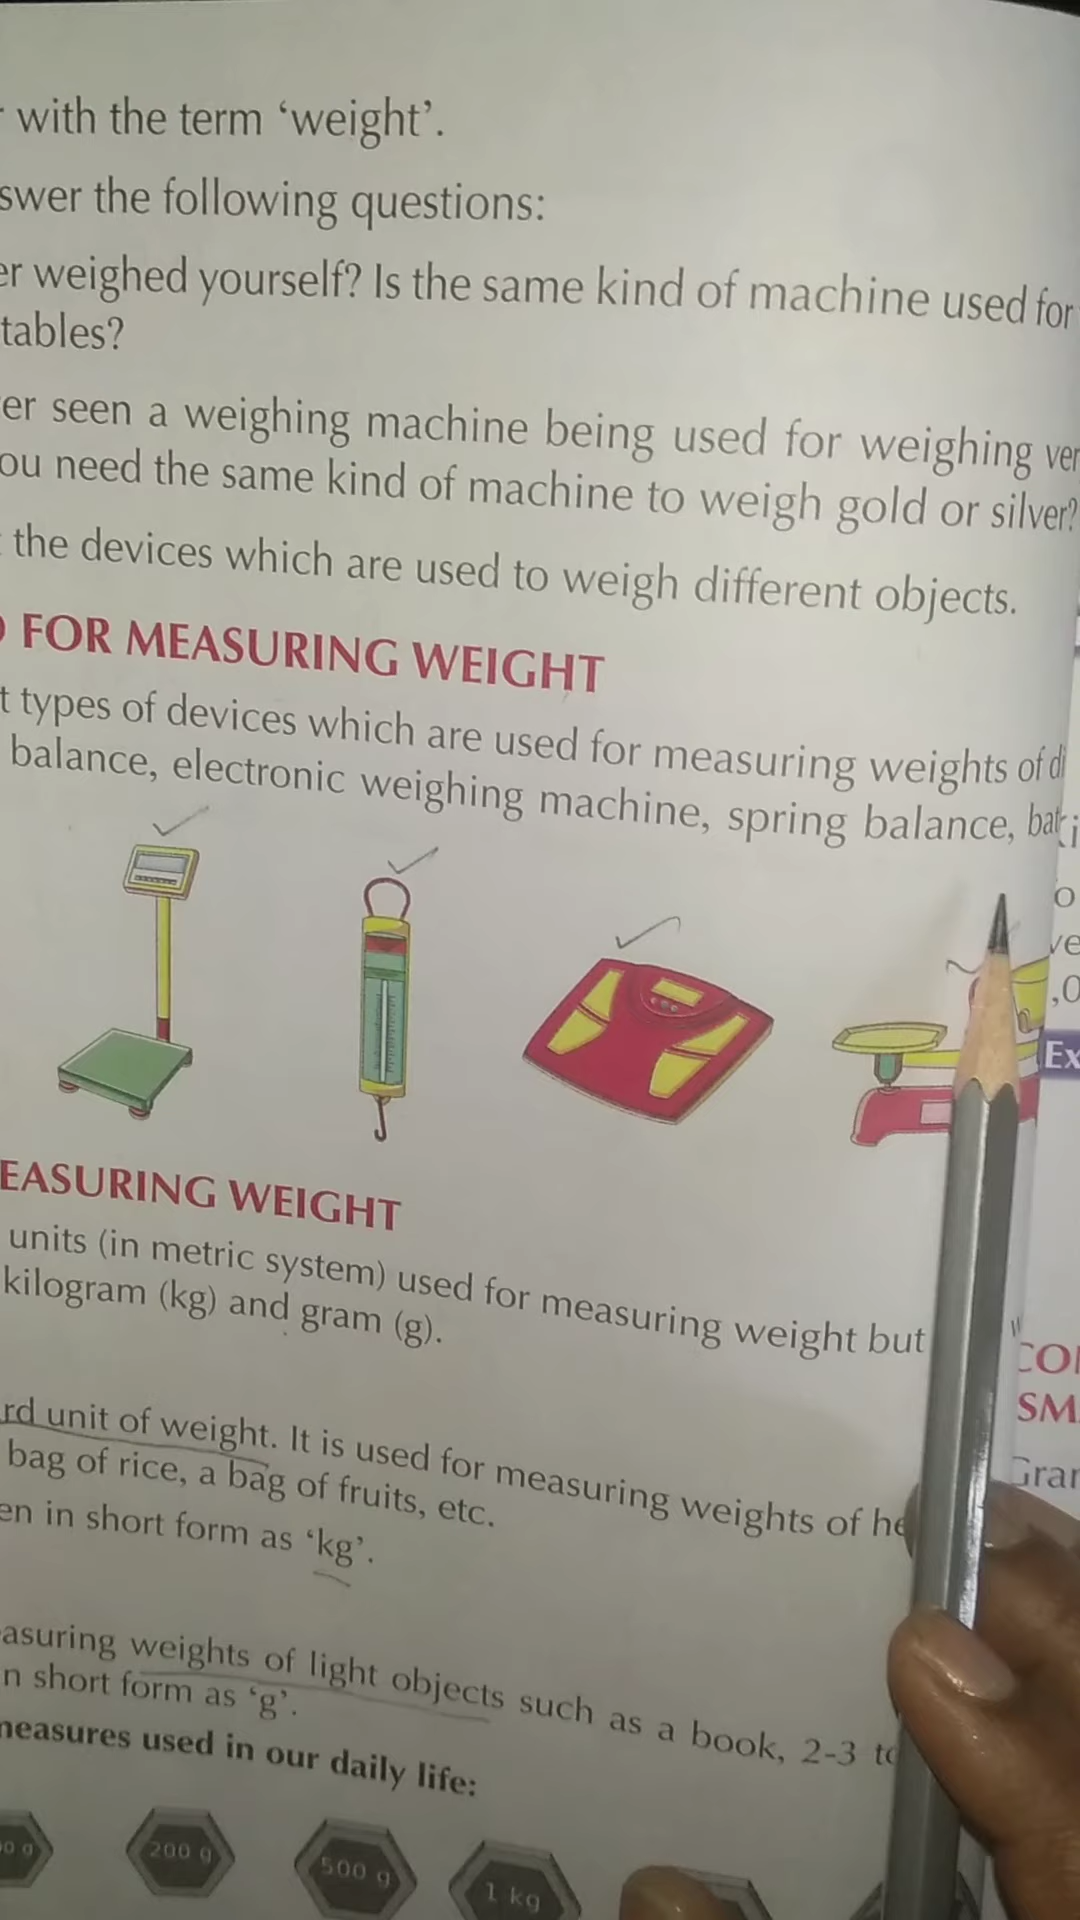 with the term ‘weight’.
swer the following questions:
er weighed yourself? Is the same kind of machine used for
tables?
er seen a weighing machine being used for weighing ver
ou need the same kind of machine to weigh gold or silver?
the devices which are used to weigh different objects.
FOR MEASURING WEIGHT
t types of devices which are used for measuring weights of di
balance, electronic weighing machine, spring balance,
EASURING WEIGHT
units (in metric system) used for measuring weight but
kilogram (kg) and gram (g).
rd unit of weight. It is used for measuring weights of he
bag of rice, a bag of fruits, etc.
en in short form as ‘kg’.
asuring weights of light objects such as a book, 2-3 to
n short form as ‘g’.
measures used in our daily life:
200 g
500 g
1 kg
Ex
SM
Gram